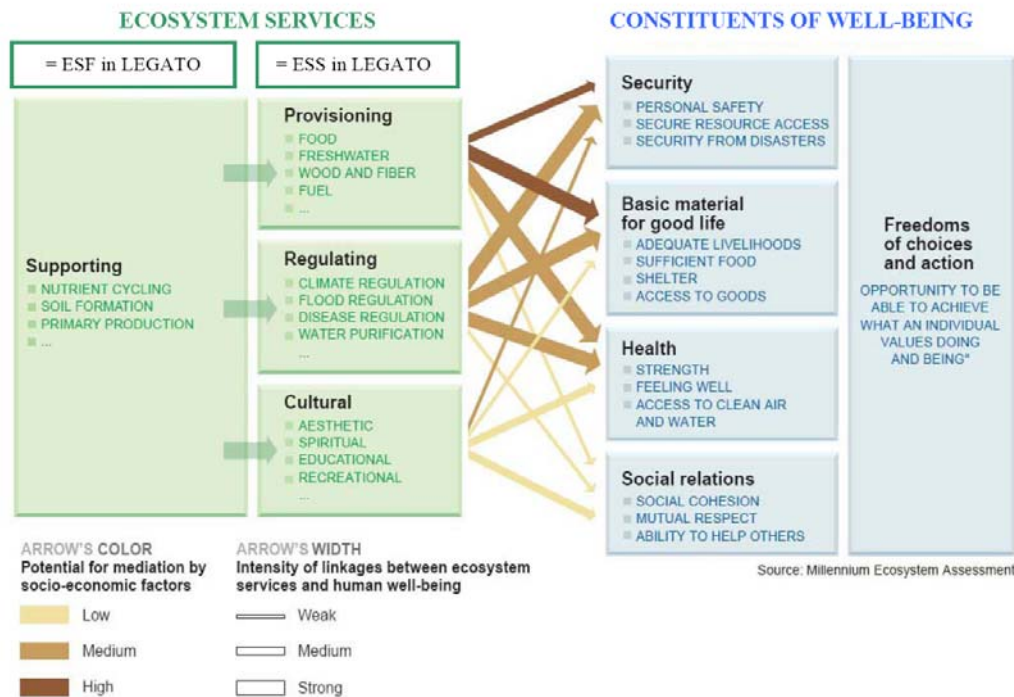 ECOSYSTEM SERVICES
CONSTITUENTS OF WELL-BEING
= ESF in LEGATO
= ESS in LEGATO
Supporting
NUTRIENT CYCLING
SOIL FORMATION
PRIMARY PRODUCTION
...
Provisioning
FOOD
FRESHWATER
WOOD AND FIBER
FUEL
...
Regulating
CLIMATE REGULATION
FLOOD REGULATION
DISEASE REGULATION
WATER PURIFICATION
...
Cultural
AESTHETIC
SPIRITUAL
EDUCATIONAL
RECREATIONAL
...
Security
PERSONAL SAFETY
SECURE RESOURCE ACCESS
SECURITY FROM DISASTERS
Basic material
for good life
ADEQUATE LIVELIHOODS
SUFFICIENT FOOD
SHELTER
ACCESS TO GOODS
Health
STRENGTH
FEELING WELL
ACCESS TO CLEAN AIR
AND WATER
Social relations
SOCIAL COHESION
MUTUAL RESPECT
ABILITY TO HELP OTHERS
Freedoms
of choices
and action
OPPORTUNITY TO BE
ABLE TO ACHIEVE
WHAT AN INDIVIDUAL
VALUES DOING
AND BEING"
Source: Millennium Ecosystem Assessment
ARROW'S COLOR
Potential for mediation by
socio-economic factors
Low
Medium
High
ARROW'S WIDTH
Intensity of linkages between ecosystem
services and human well-being
Weak
Medium
Strong